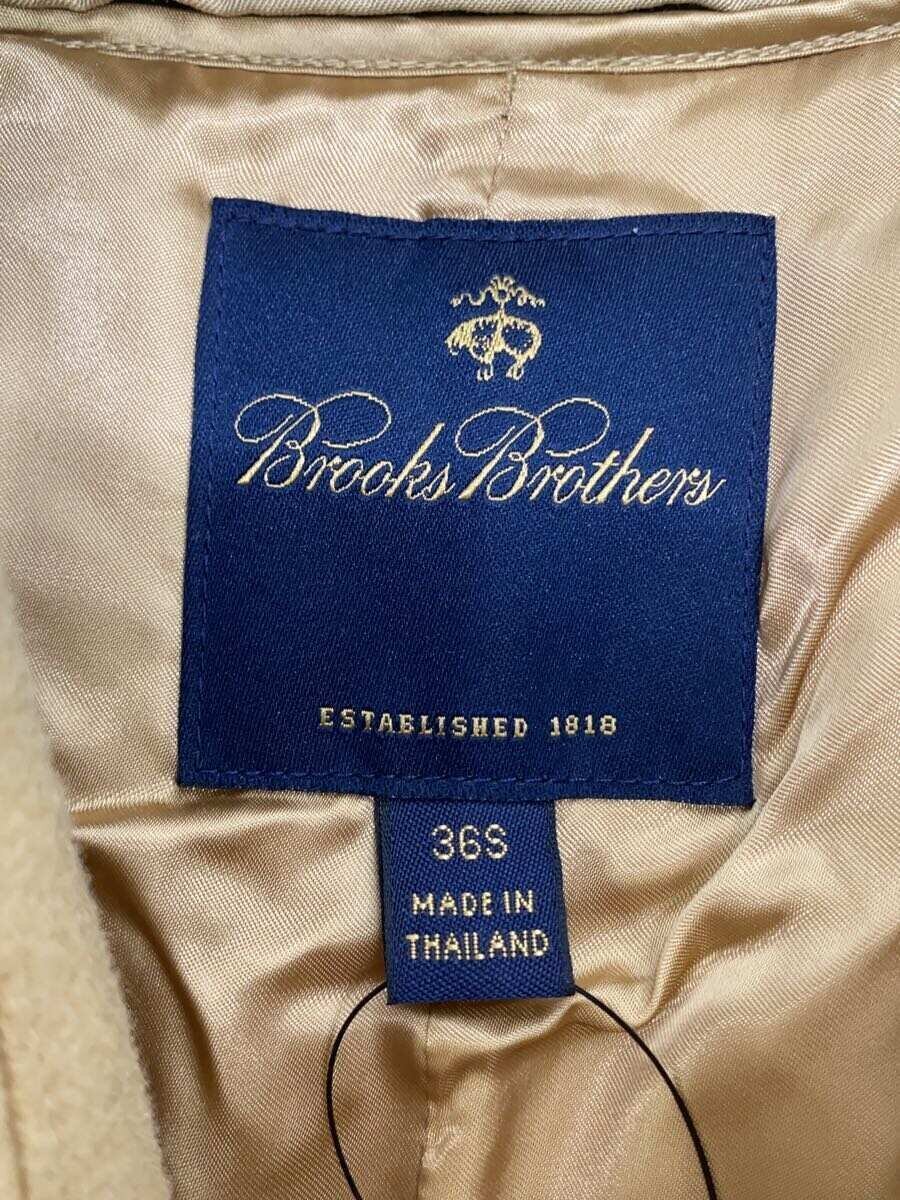 Brooks Brothers
ESTABLISHED 1818
36S
MADE IN
THAILAND